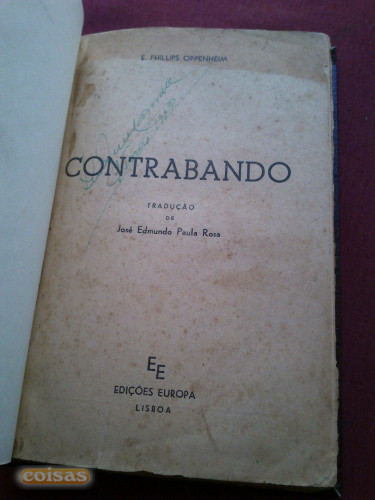 E. PHILLIPS OPPENHEIM
CONTRABANDO
TRADUÇÃO
DE
José Edmundo Paula Rosa
EE
EDIÇÕES EUROPA
LISBOA
coisas